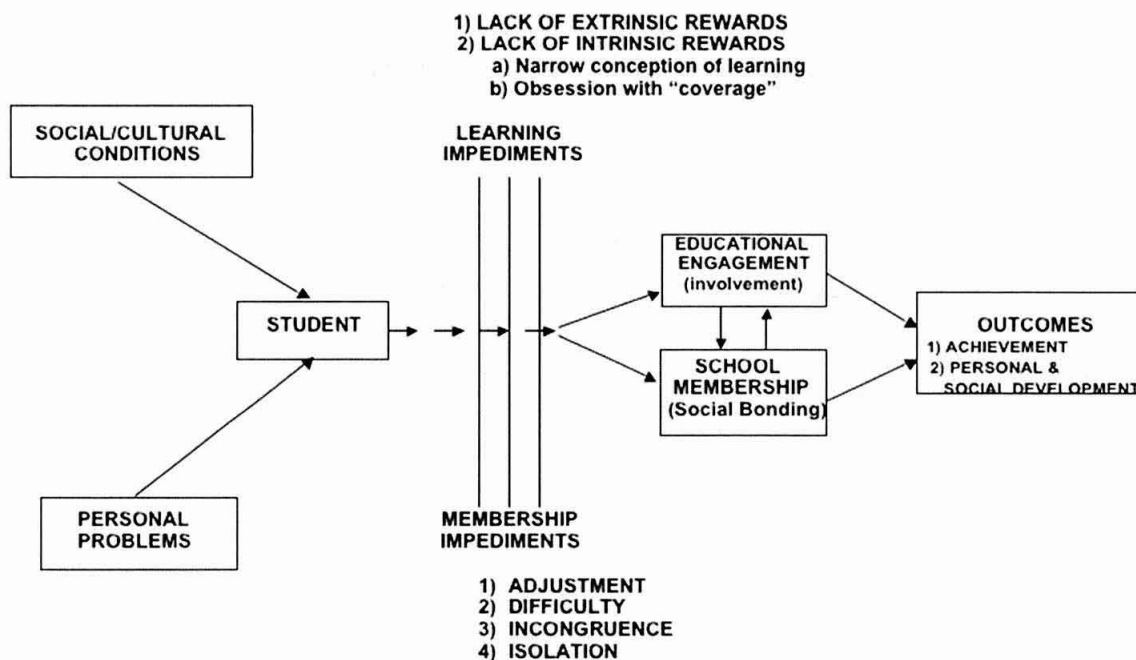 1) LACK OF EXTRINSIC REWARDS
2) LACK OF INTRINSIC REWARDS
a) Narrow conception of learning
b) Obsession with “coverage”
SOCIAL/CULTURAL
CONDITIONS
LEARNING
IMPEDIMENTS
STUDENT
EDUCATIONAL
ENGAGEMENT
(involvement)
SCHOOL
MEMBERSHIP
(Social Bonding)
OUTCOMES
1) ACHIEVEMENT
2) PERSONAL &
SOCIAL DEVELOPMENT
PERSONAL
PROBLEMS
MEMBERSHIP
IMPEDIMENTS
1) ADJUSTMENT
2) DIFFICULTY
3) INCONGRUENCE
4) ISOLATION